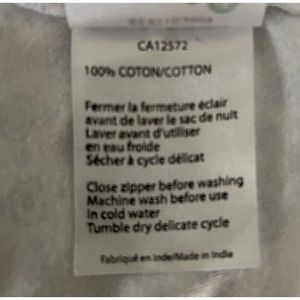 CA12572
100% COTON/COTTON
Fermer la fermeture éclair
avant de laver le sac de nuit
Laver avant d'utiliser
en eau froide
Sécher à cycle délicat
Close zipper before washing
Machine wash before use
in cold water
Tumble dry delicate cycle
Fabriqué en Inde/Made in India